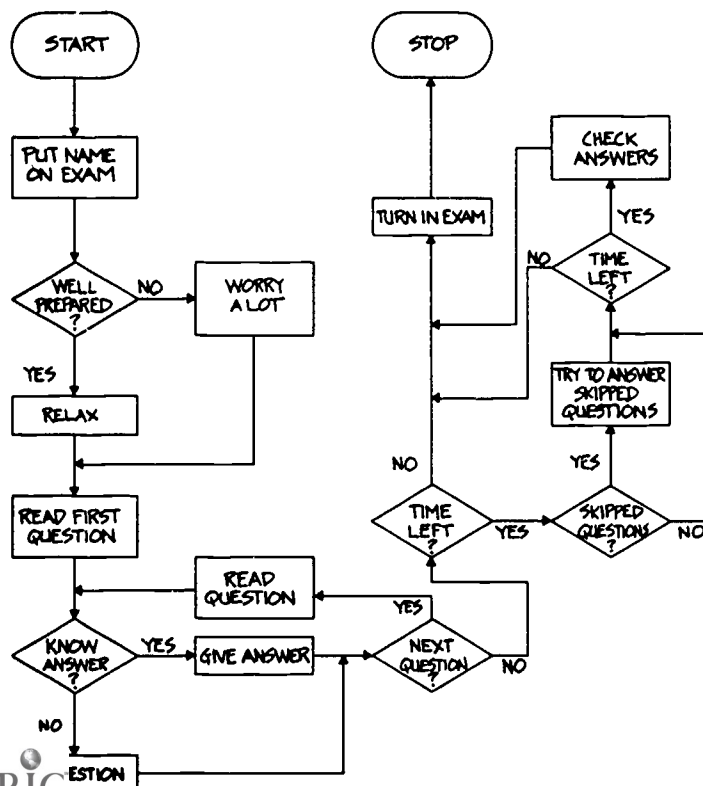 START
PUT NAME
ON EXAM
WELL
PREPARED
?
NO
WORRY
A LOT
YES
RELAX
READ FIRST
QUESTION
KNOW
ANSWER
?
YES
GIVE ANSWER
NO
ESTION
READ
QUESTION
YES
NEXT
QUESTION
?
NO
TIME
LEFT
?
NO
YES
SKIPPED
QUESTIONS
?
NO
YES
TRY TO ANSWER
SKIPPED
QUESTIONS
TIME
LEFT
?
NO
YES
CHECK
ANSWERS
TURN IN EXAM
STOP